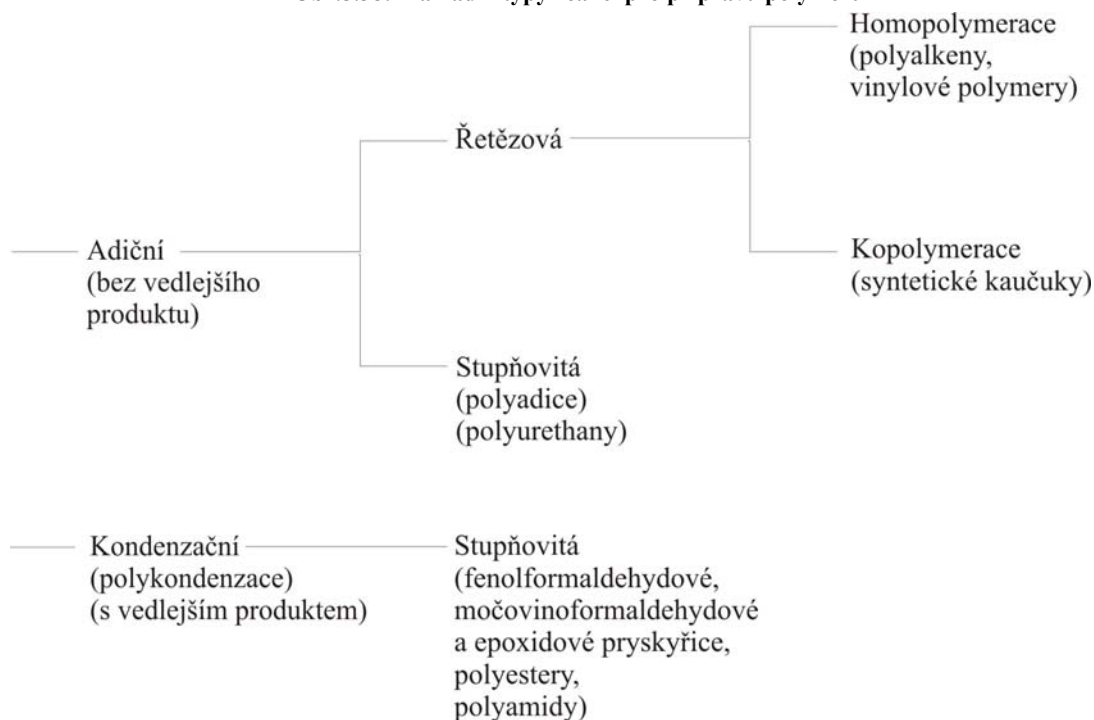 Homopolymerace
(polyalkeny,
vinylové polymery)
Řetězová
Adiční
(bez vedlejšího
produktu)
Kopolymerace
(syntetické kaučuky)
Stupňovitá
(polyadice)
(polyurethany)
Kondenzační
(polykondenzace)
(s vedlejším produktem)
Stupňovitá
(fenolformaldehydové,
močovinoformaldehydové
a epoxidové pryskyřice,
polyestery,
polyamidy)